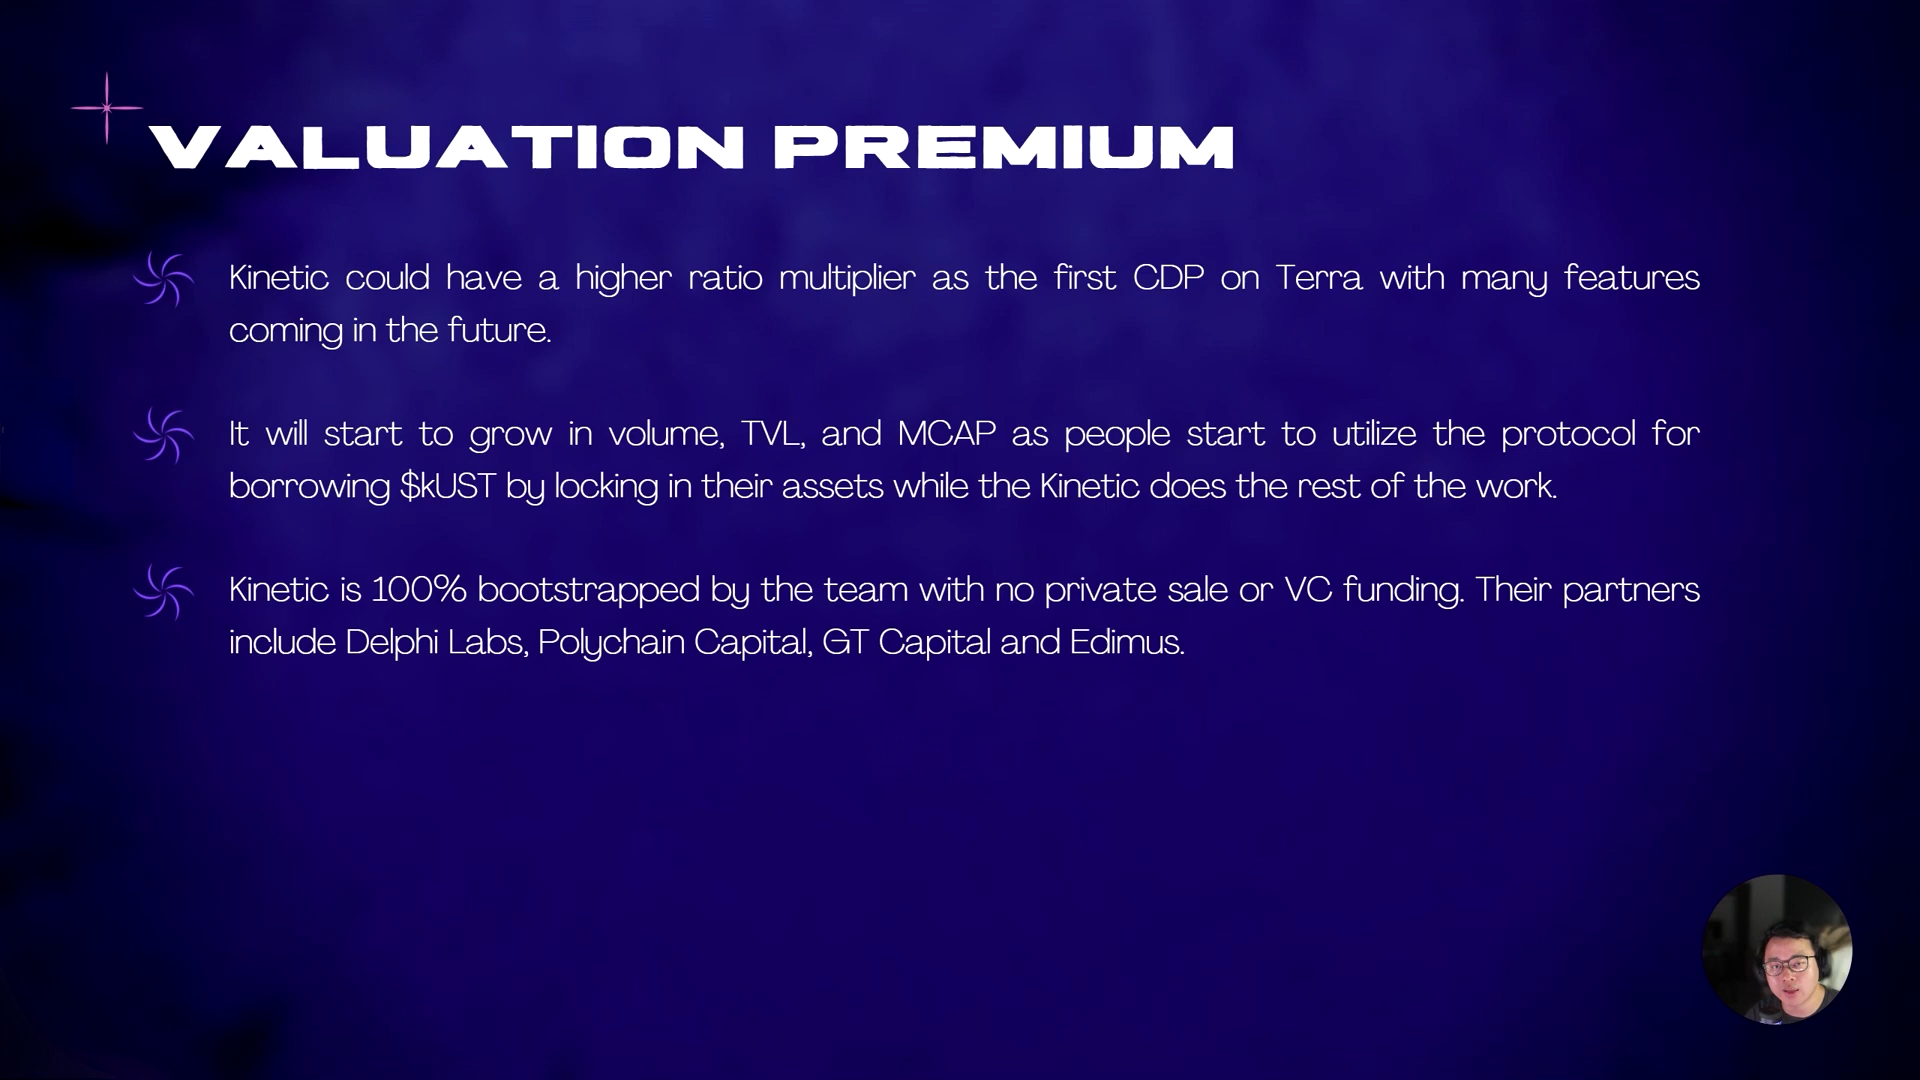 VALUATION PREMIUM
Kinetic could have a higher ratio multiplier as the first CDP on Terra with many features
coming in the future.
It will start to grow in volume, TVL, and MCAP as people start to utilize the protocol for
borrowing $kUST by locking in their assets while the Kinetic does the rest of the work.
Kinetic is 100% bootstrapped by the team with no private sale or VC funding. Their partners
include Delphi Labs, Polychain Capital, GT Capital and Edimus.